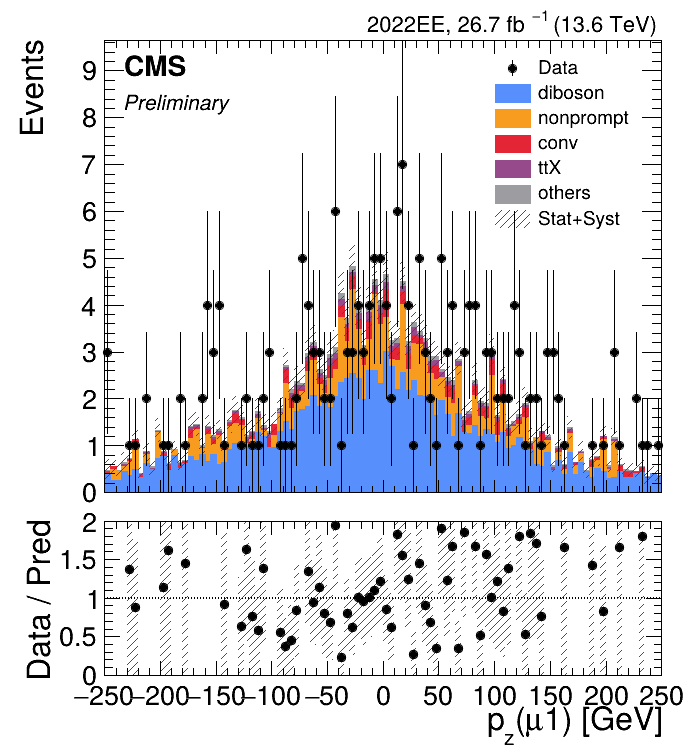 2022EE, 26.7 fb⁻¹ (13.6 TeV)
CMS
Preliminary
Events
9
8
7
6
5
4
3
2
1
0
Data
diboson
nonprompt
conv
ttX
others
Stat+Syst
Data / Pred
2
1.5
1
0.5
0
−250 −200 −150 −100 −50 0 50 100 150 200 250
p_z(μ1) [GeV]